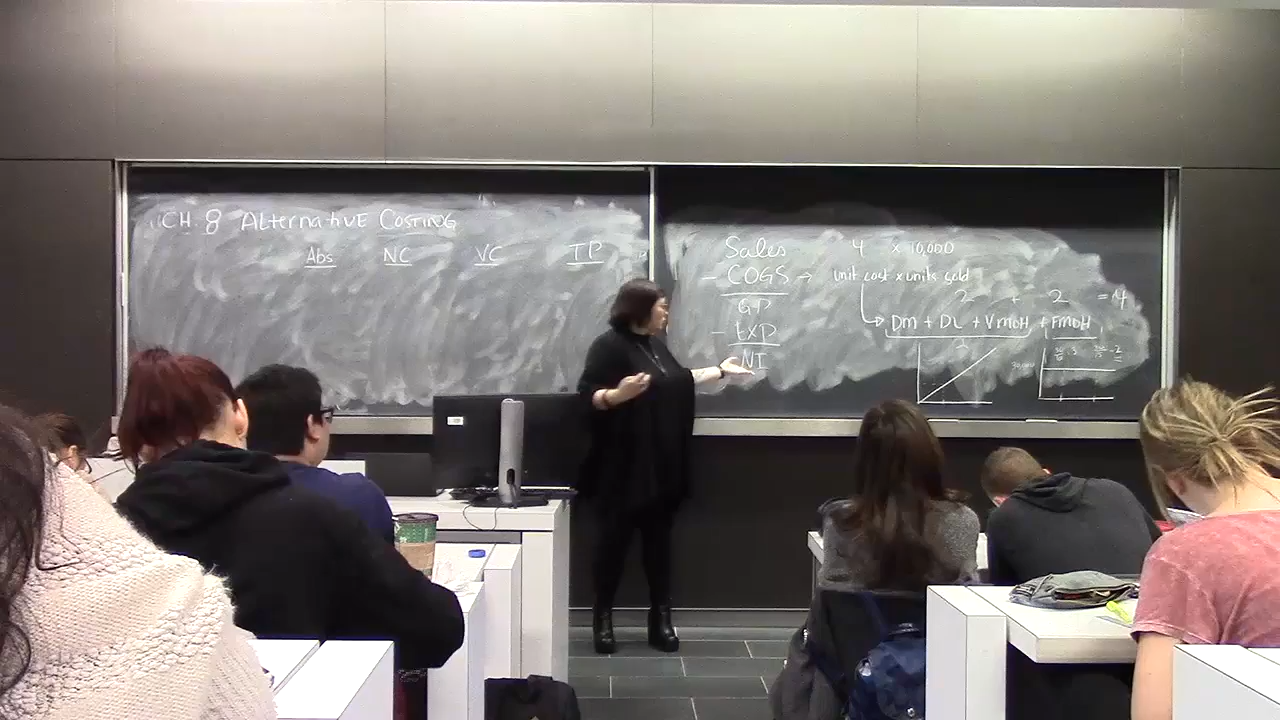 CH. 8 Alternative Costing
Abs NC VC TP
Sales 4 x 10,000
- COGS → unit cost x units sold
2 + 2 = 4
GP
DM + DL + VMOH + FMOH
- EXP
NI